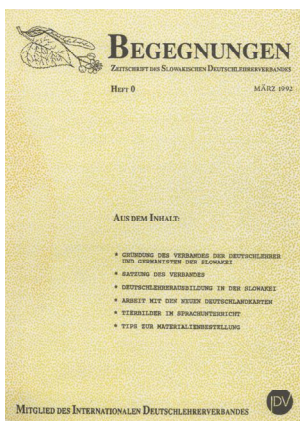 BEGEGNUNGEN
ZEITSCHRIFT DES SLOWAKISCHEN DEUTSCHLEHRERVERBANDES
HEFT 0
MÄRZ 1992
AUS DEM INHALT:
* GRÜNDUNG DES VERBANDES DER DEUTSCHLEHRER
UND GERMANISTEN DER SLOWAKEI
* SATZUNG DES VERBANDES
* DEUTSCHLEHRERAUSBILDUNG IN DER SLOWAKEI
* ARBEIT MIT DEN NEUEN DEUTSCHLANDKARTEN
* TIERBILDER IM SPRACHUNTERRICHT
* TIPS ZUR MATERIALIENBESTELLUNG
MITGLIED DES INTERNATIONALEN DEUTSCHLEHRERVERBANDES
IDV